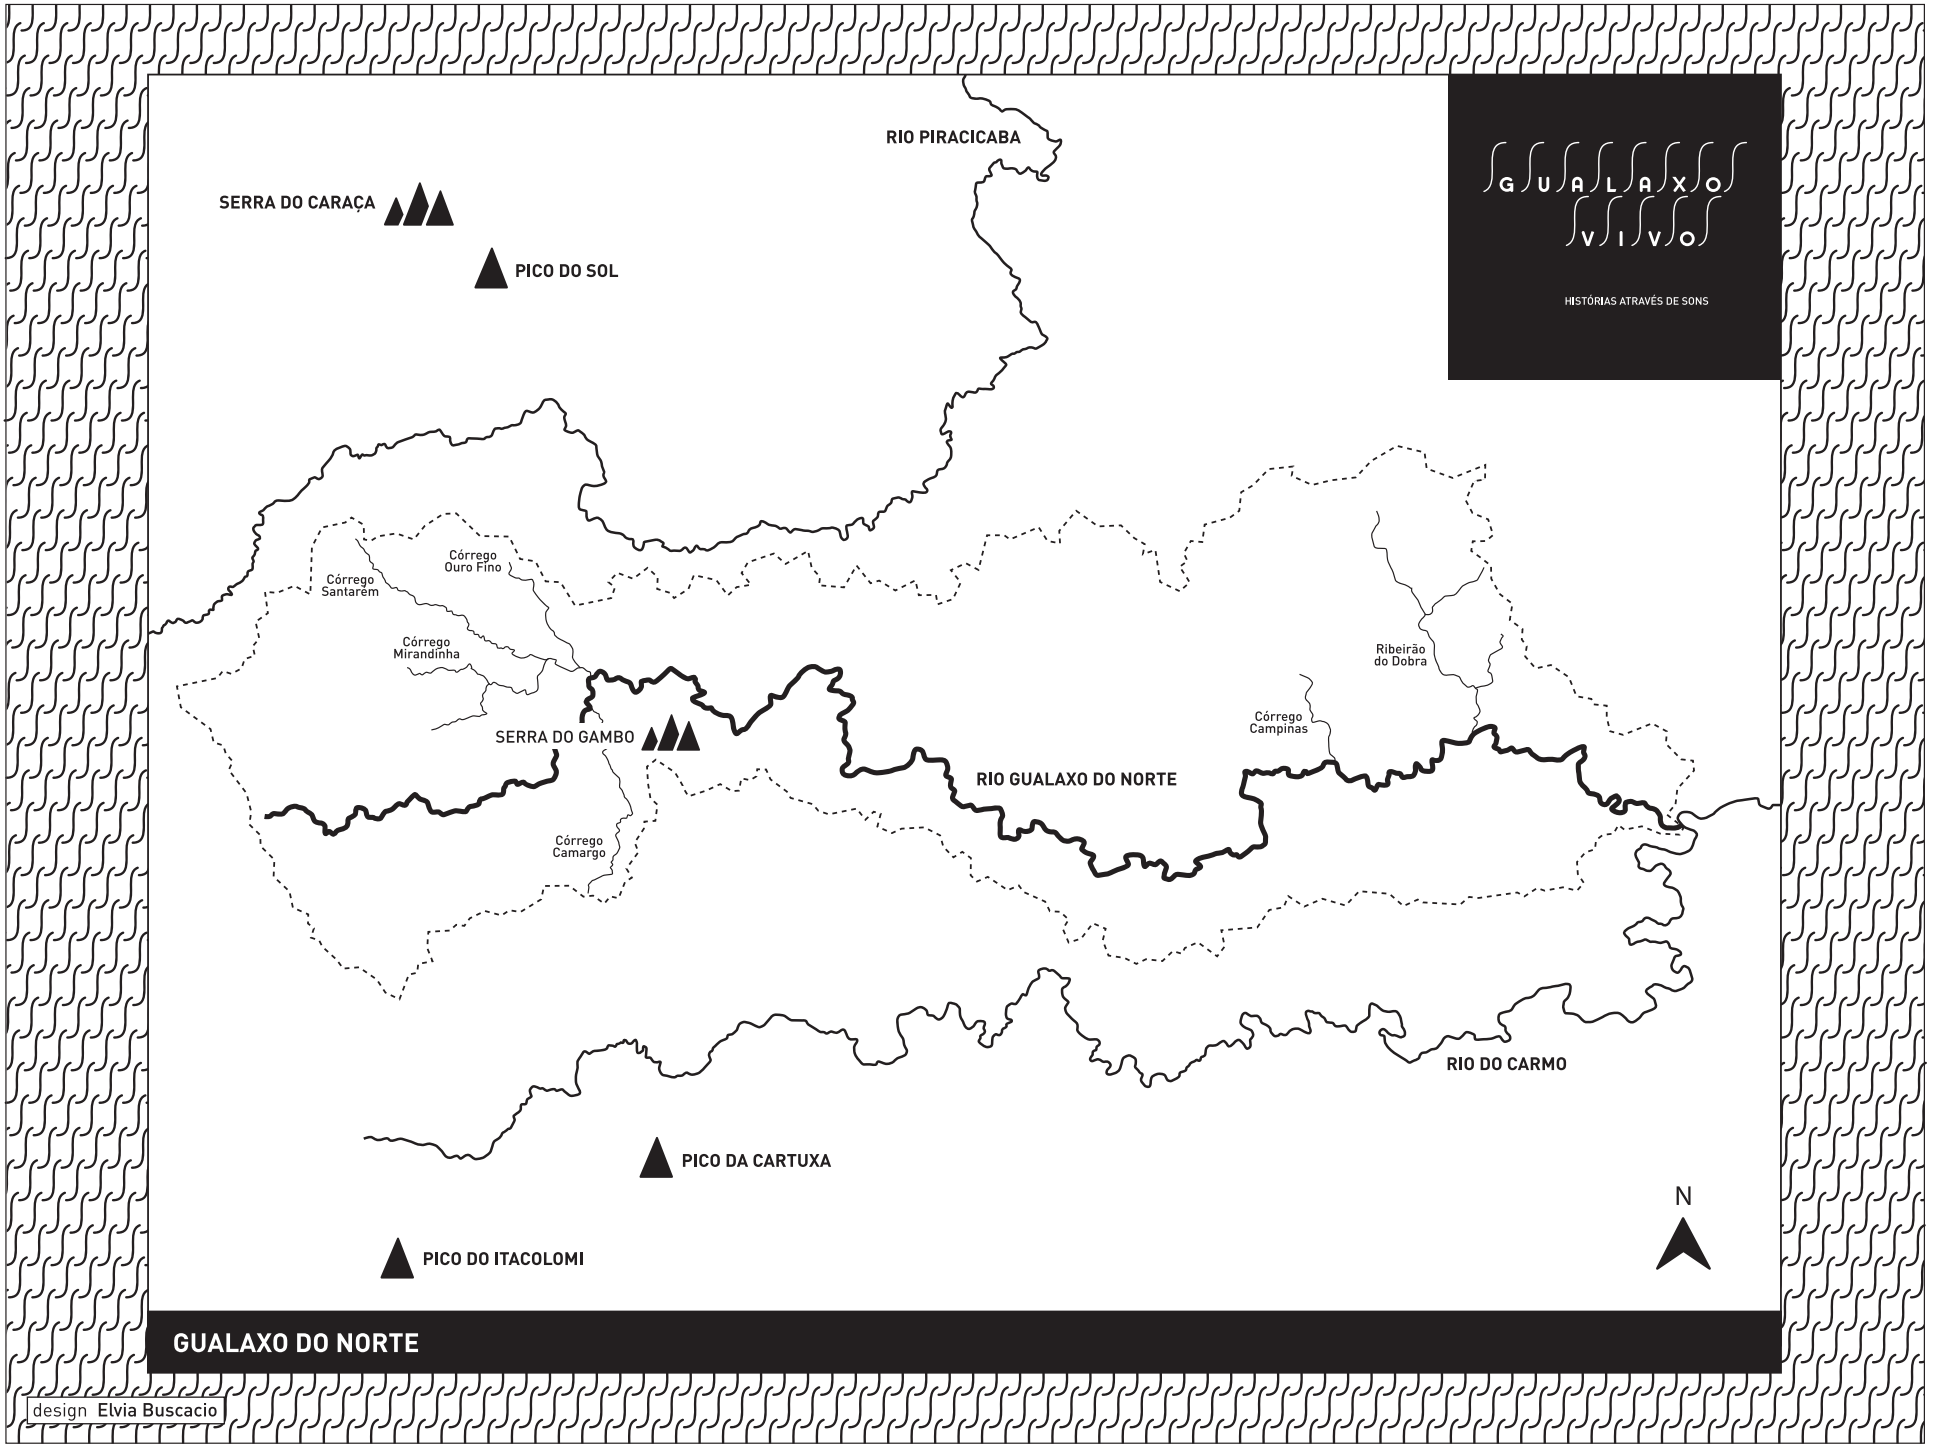 RIO PIRACICABA
GUALAXO
VIVO
HISTÓRIAS ATRAVÉS DE SONS
SERRA DO CARAÇA
PICO DO SOL
Córrego
Ouro Fino
Córrego
Santarém
Córrego
Mirandinha
Ribeirão
do Dobra
Córrego
Campinas
SERRA DO GAMBO
RIO GUALAXO DO NORTE
Córrego
Camargo
RIO DO CARMO
PICO DA CARTUXA
N
PICO DO ITACOLOMI
GUALAXO DO NORTE
design Elvia Buscacio